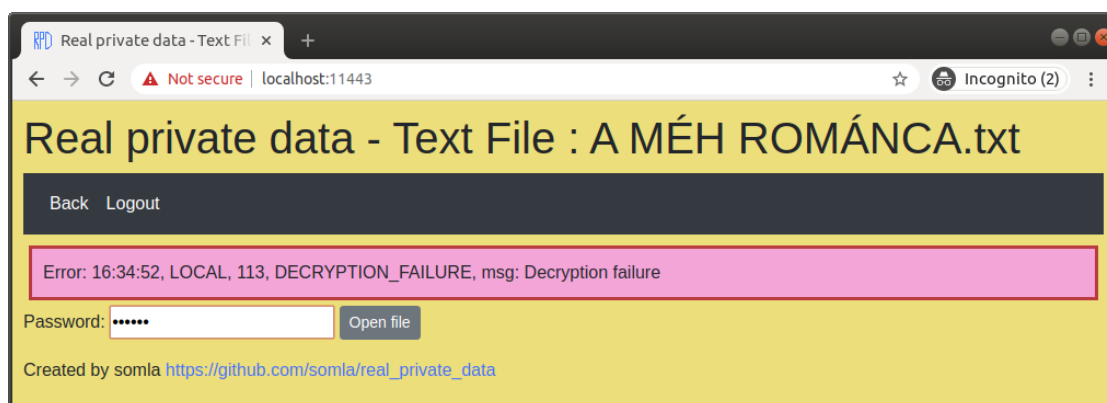 RPD Real private data - Text Fil
Not secure | localhost:11443 Incognito (2)
Real private data - Text File : A MÉH ROMÁNCA.txt
Back Logout
Error: 16:34:52, LOCAL, 113, DECRYPTION_FAILURE, msg: Decryption failure
Password: •••••• Open file
Created by somla https://github.com/somla/real_private_data